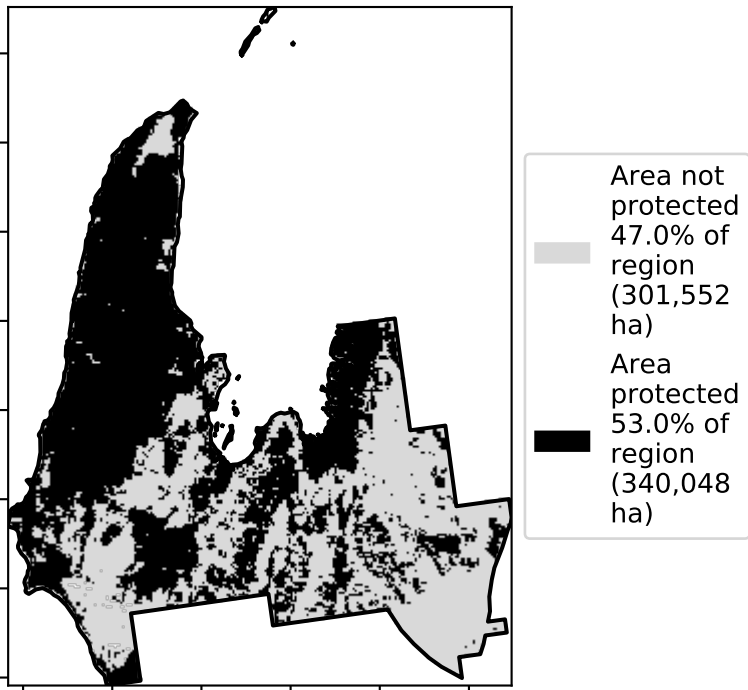 Area not
protected
47.0% of
region
(301,552
ha)
Area
protected
53.0% of
region
(340,048
ha)